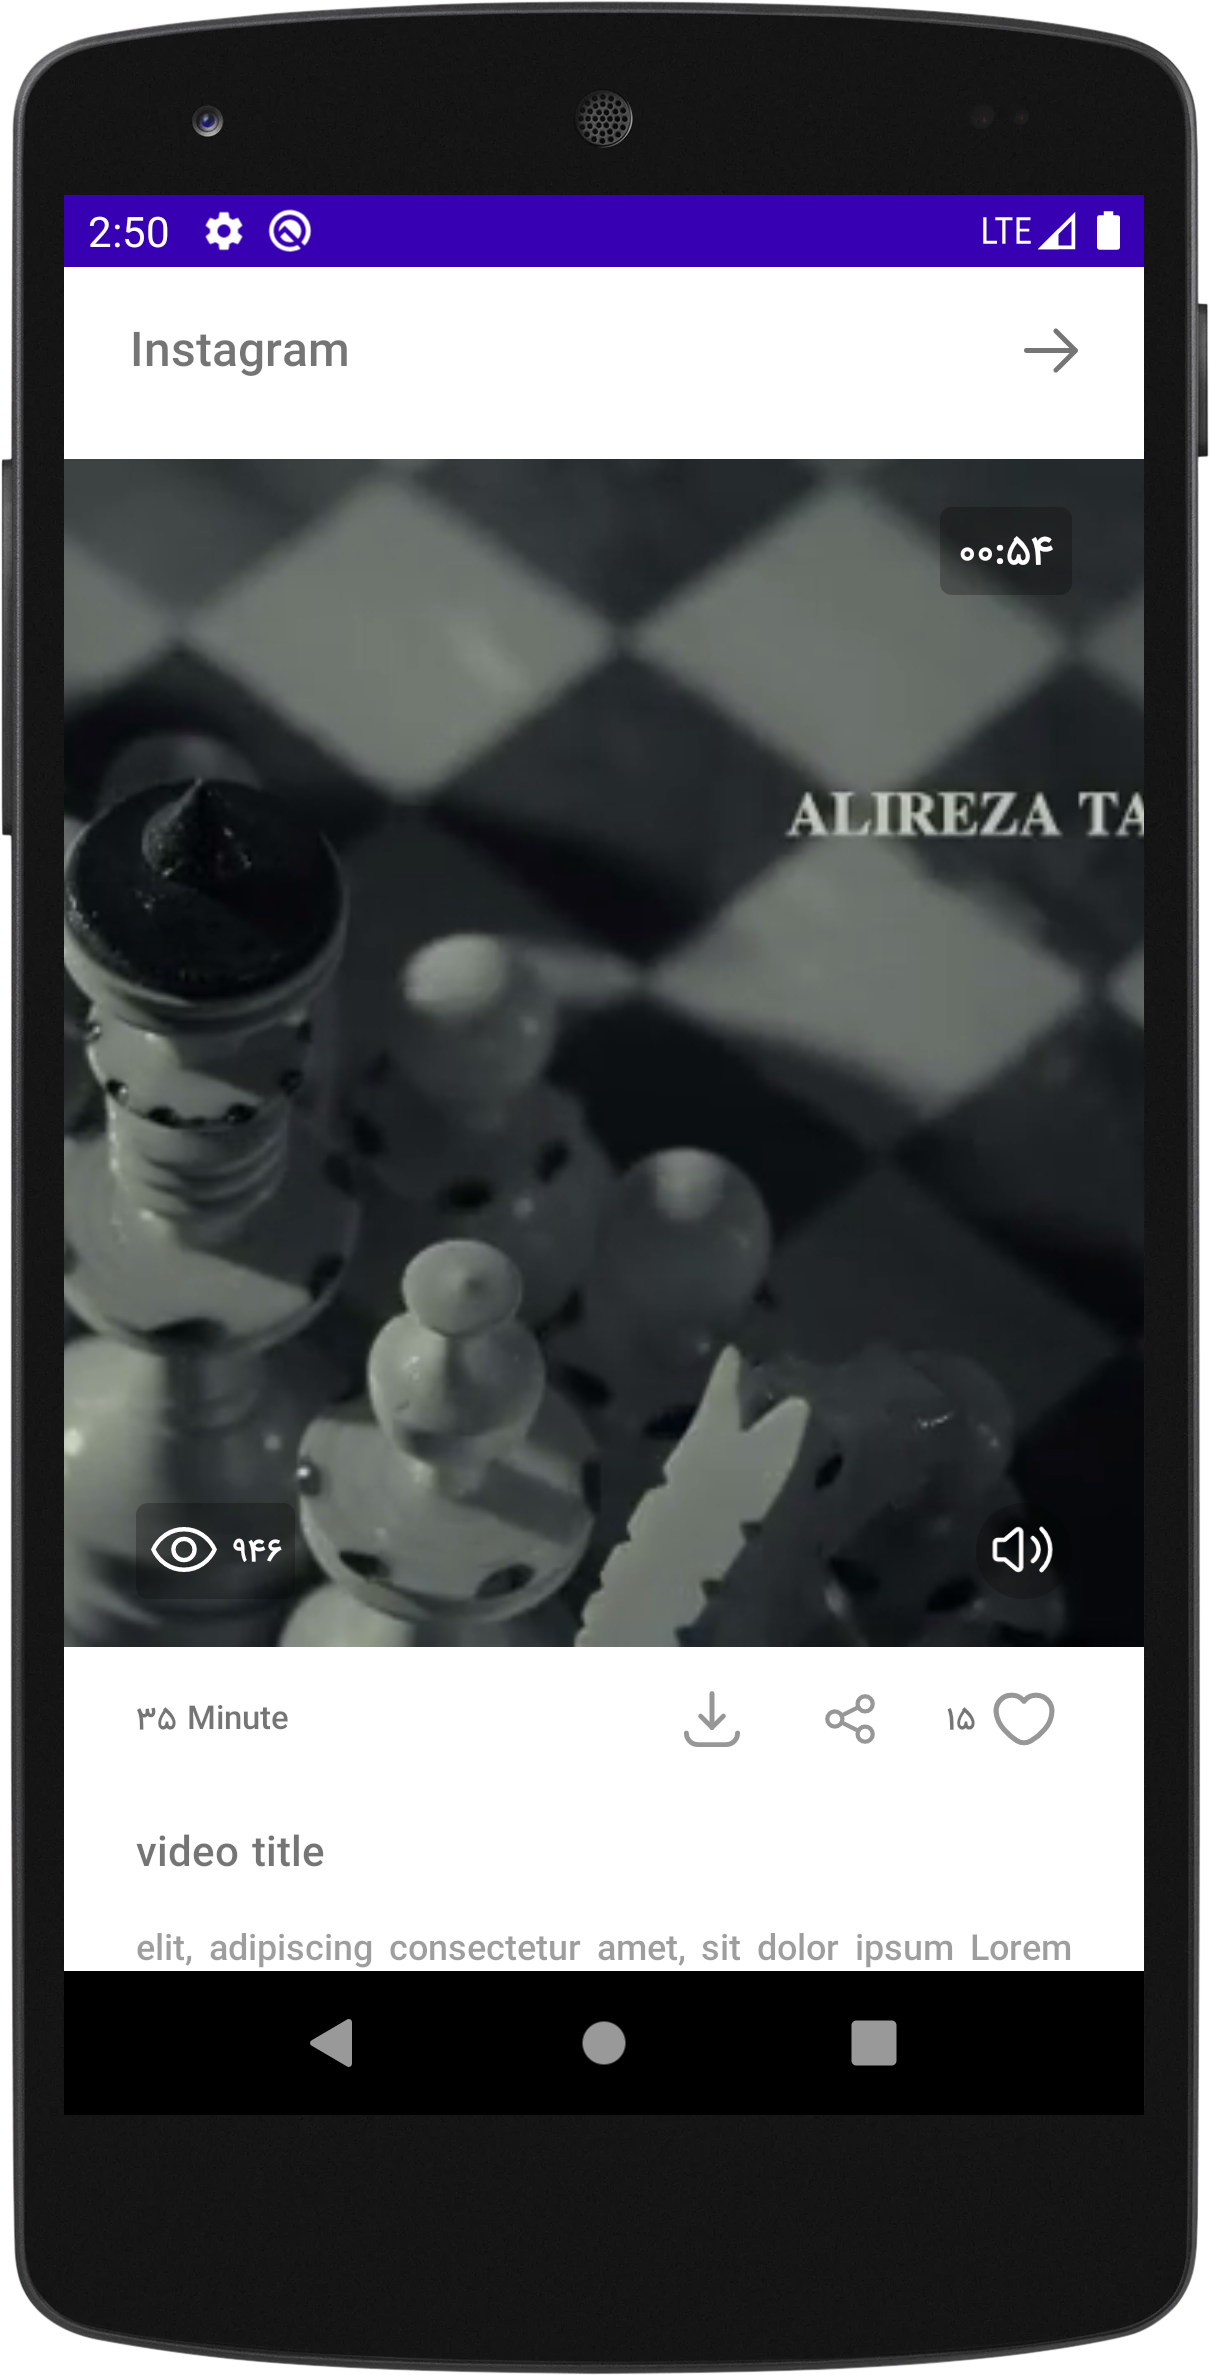 2:50 LTE
Instagram
۰۰:۵۴
ALIREZA TA
۹۴۶
۳۵ Minute ۱۵
video title
elit, adipiscing consectetur amet, sit dolor ipsum Lorem